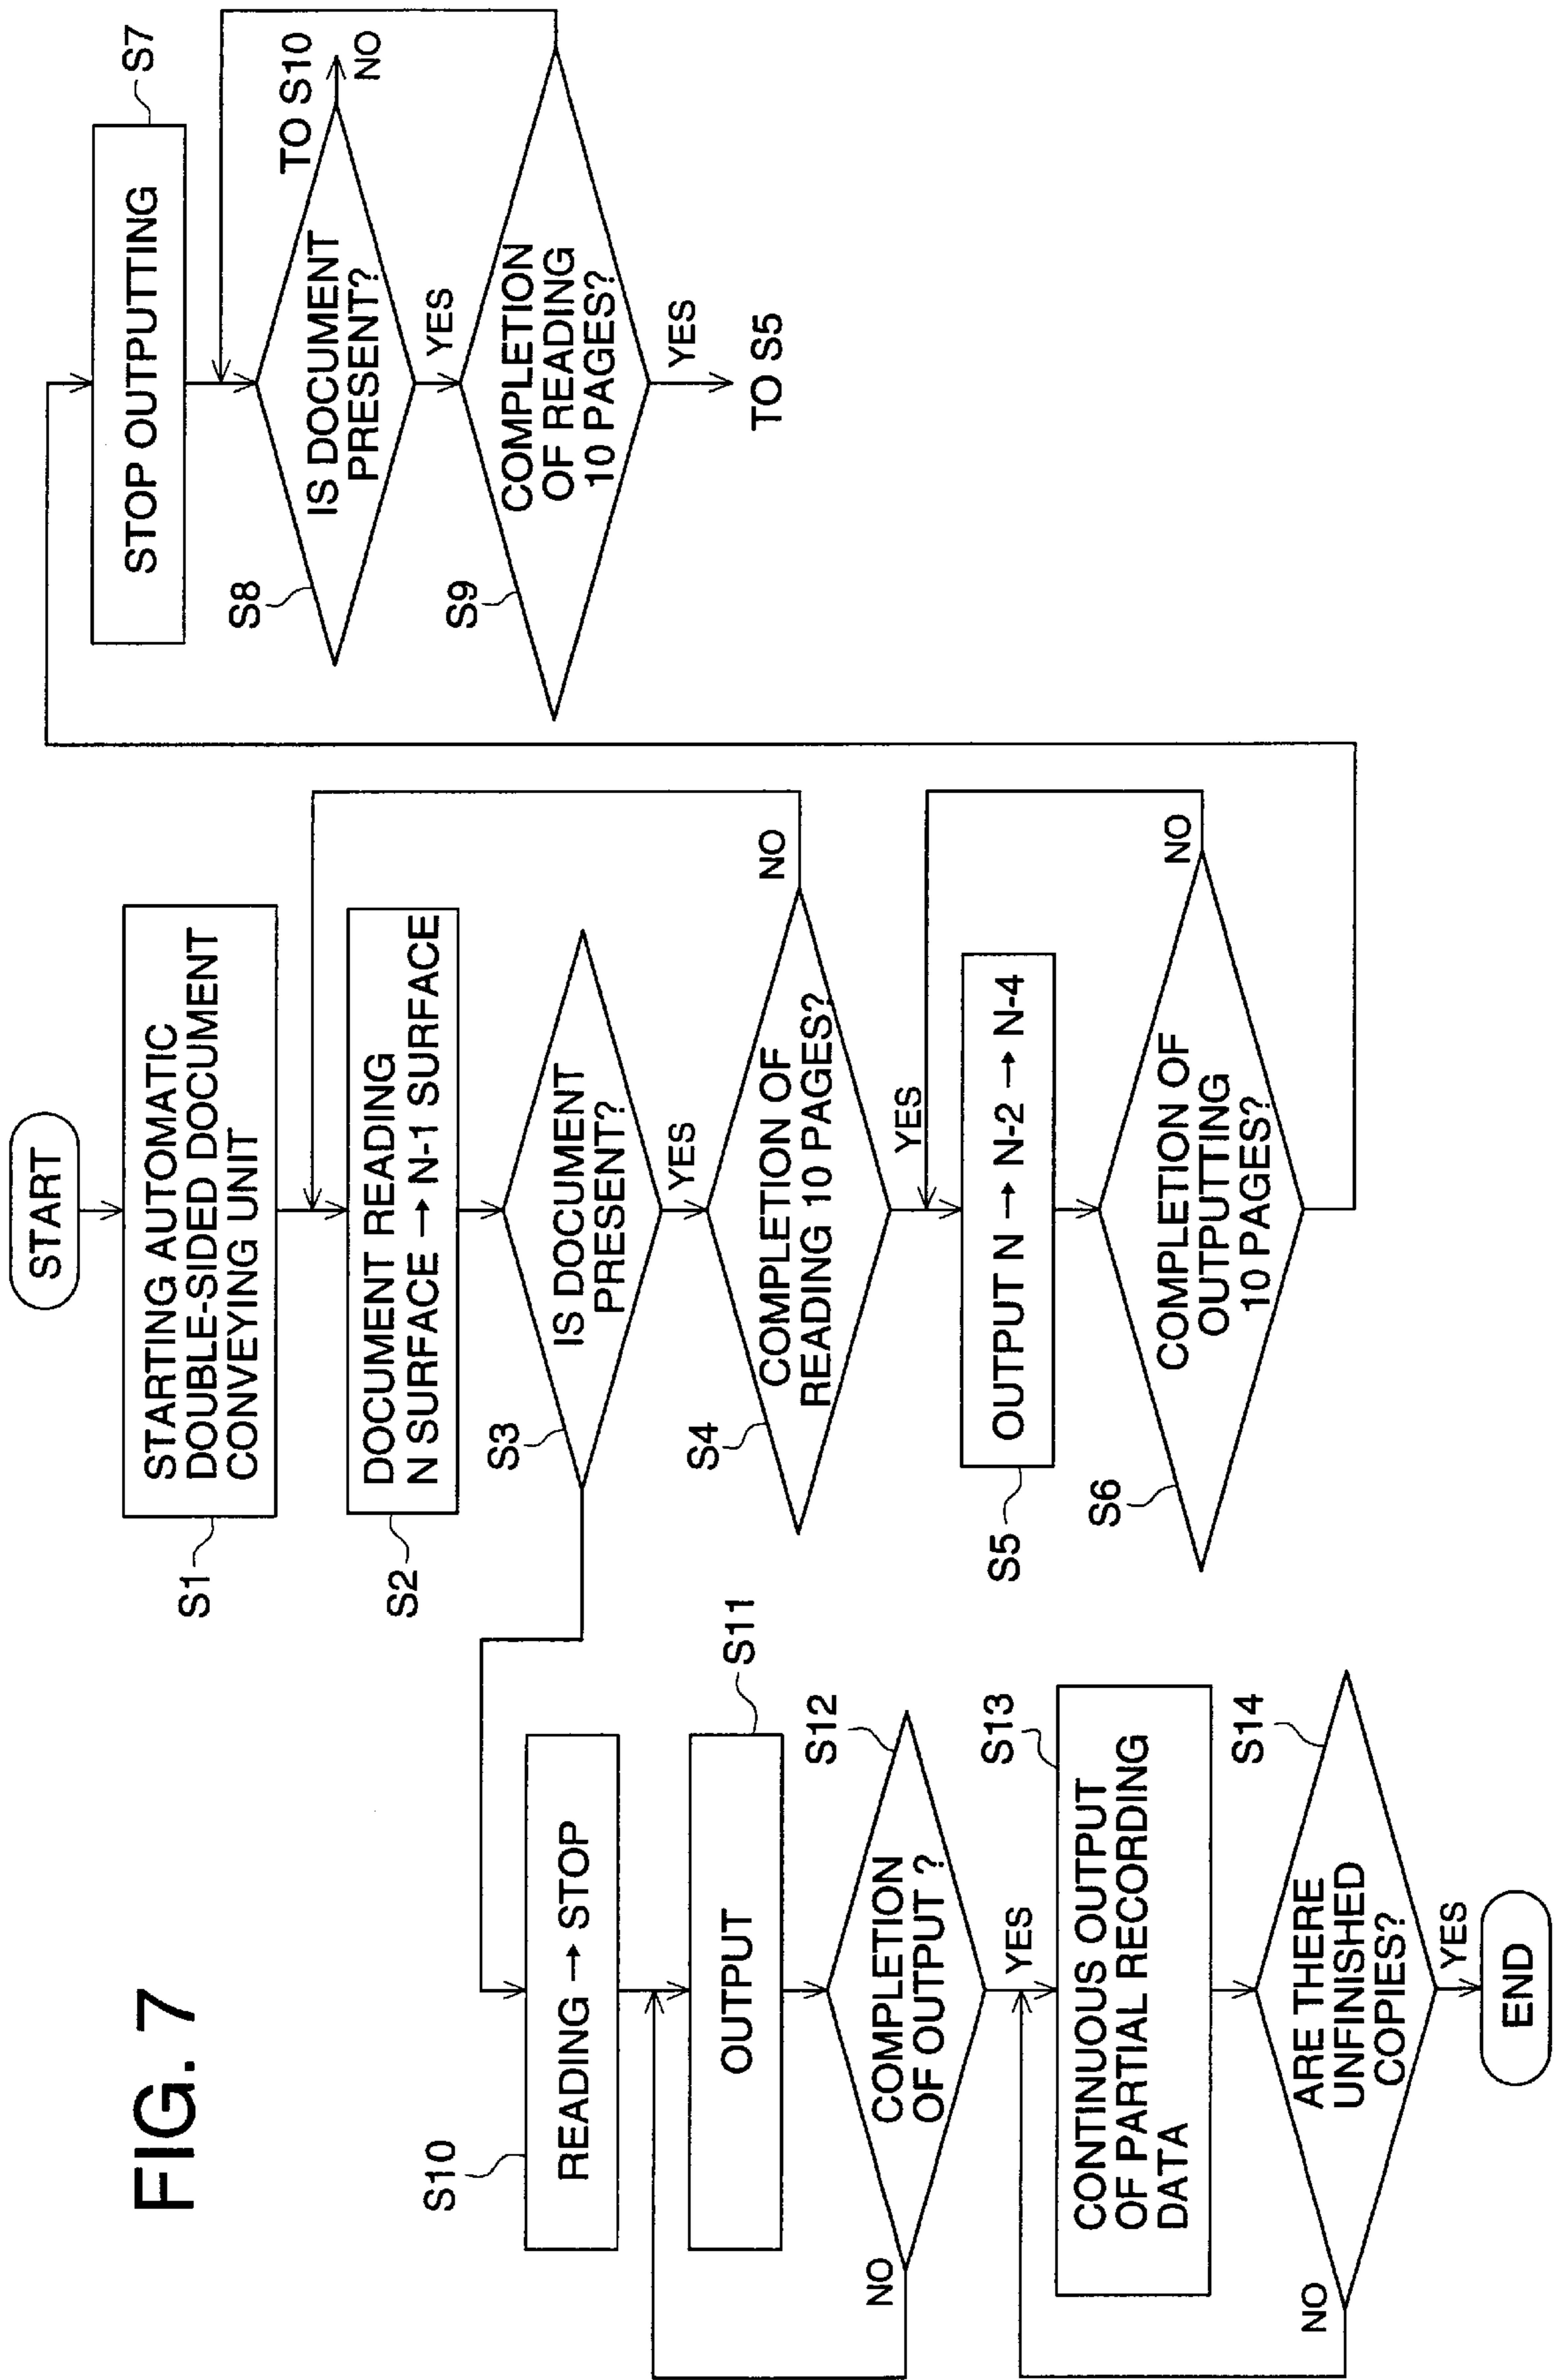 FIG. 7
START
STARTING AUTOMATIC
DOUBLE-SIDED DOCUMENT
CONVEYING UNIT
S1
DOCUMENT READING
N SURFACE → N-1 SURFACE
S2
IS DOCUMENT
PRESENT?
S3
YES
COMPLETION OF
READING 10 PAGES?
S4
NO
YES
OUTPUT N → N-2 → N-4
S5
COMPLETION OF
OUTPUTTING
10 PAGES?
S6
NO
STOP OUTPUTTING
S7
IS DOCUMENT
PRESENT?
S8
TO S10
NO
YES
COMPLETION
OF READING
10 PAGES?
S9
YES
TO S5
READING → STOP
S10
OUTPUT
S11
COMPLETION
OF OUTPUT ?
S12
NO
YES
CONTINUOUS OUTPUT
OF PARTIAL RECORDING
DATA
S13
ARE THERE
UNFINISHED
COPIES?
S14
NO
YES
END